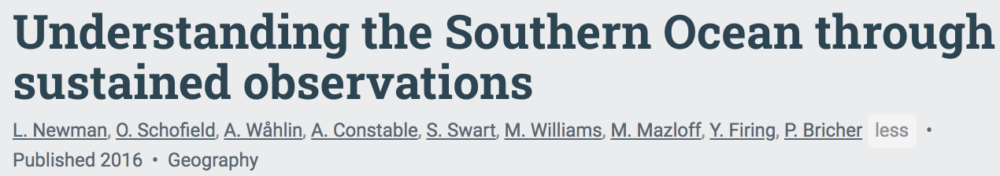 Understanding the Southern Ocean through
sustained observations
L. Newman, O. Schofield, A. Wåhlin, A. Constable, S. Swart, M. Williams, M. Mazloff, Y. Firing, P. Bricher less •
Published 2016 • Geography